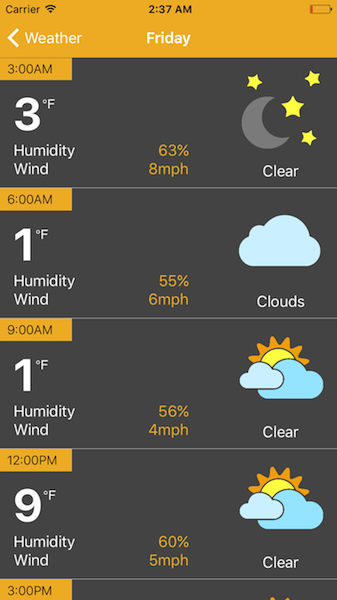 Carrier 2:37 AM
Weather Friday
3:00AM
3°F
Humidity 63%
Wind 8mph
Clear
6:00AM
1°F
Humidity 55%
Wind 6mph
Clouds
9:00AM
1°F
Humidity 56%
Wind 4mph
Clear
12:00PM
9°F
Humidity 60%
Wind 5mph
Clear
3:00PM